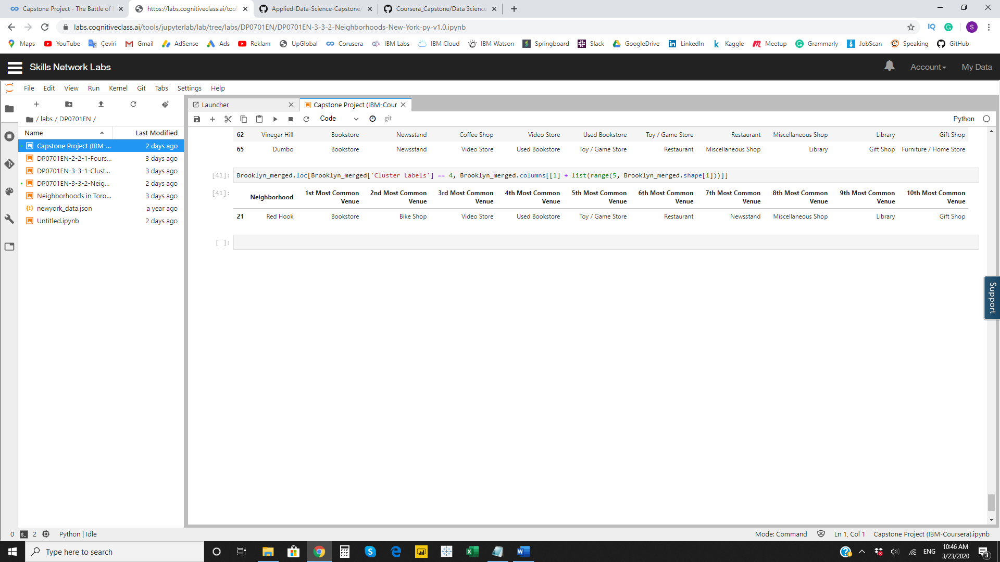 Capstone Project - The Battle of
https://labs.cognitiveclass.ai/tool
Applied-Data-Science-Capstone/
Coursera_Capstone/Data Science
labs.cognitiveclass.ai/tools/jupyterlab/lab/tree/labs/DP0701EN/DP0701EN-3-3-2-Neighborhoods-New-York-py-v1.0.ipynb
IQ
S
Maps YouTube Çeviri Gmail AdSense Ads Reklam UpGlobal Corusera IBM Labs IBM Cloud IBM Watson Springboard Slack GoogleDrive LinkedIn Kaggle Meetup Grammarly JobScan Speaking GitHub
Skills Network Labs Account My Data
File Edit View Run Kernel Git Tabs Settings Help
Launcher Capstone Project (IBM-Cour
/ labs / DP0701EN /
Code git Python
Name Last Modified
Capstone Project (IBM-... 2 days ago
DP0701EN-2-2-1-Fours... 3 days ago
DP0701EN-3-3-1-Clust... 3 days ago
DP0701EN-3-3-2-Neig... 2 days ago
Neighborhoods in Toro... 3 days ago
newyork_data.json a year ago
Untitled.ipynb 2 days ago
62 Vinegar Hill Bookstore Newsstand Coffee Shop Video Store Used Bookstore Toy / Game Store Restaurant Miscellaneous Shop Library Gift Shop
65 Dumbo Bookstore Newsstand Video Store Used Bookstore Toy / Game Store Restaurant Miscellaneous Shop Library Gift Shop Furniture / Home Store
[41]: Brooklyn_merged.loc[Brooklyn_merged['Cluster Labels'] == 4, Brooklyn_merged.columns[[1] + list(range(5, Brooklyn_merged.shape[1]))]]
[41]: Neighborhood 1st Most Common Venue 2nd Most Common Venue 3rd Most Common Venue 4th Most Common Venue 5th Most Common Venue 6th Most Common Venue 7th Most Common Venue 8th Most Common Venue 9th Most Common Venue 10th Most Common Venue
21 Red Hook Bookstore Bike Shop Video Store Used Bookstore Toy / Game Store Restaurant Newsstand Miscellaneous Shop Library Gift Shop
[ ]:
Support
0 2 Python | Idle Mode: Command Ln 1, Col 1 Capstone Project (IBM-Coursera).ipynb
Type here to search
ENG
10:46 AM
3/23/2020
3